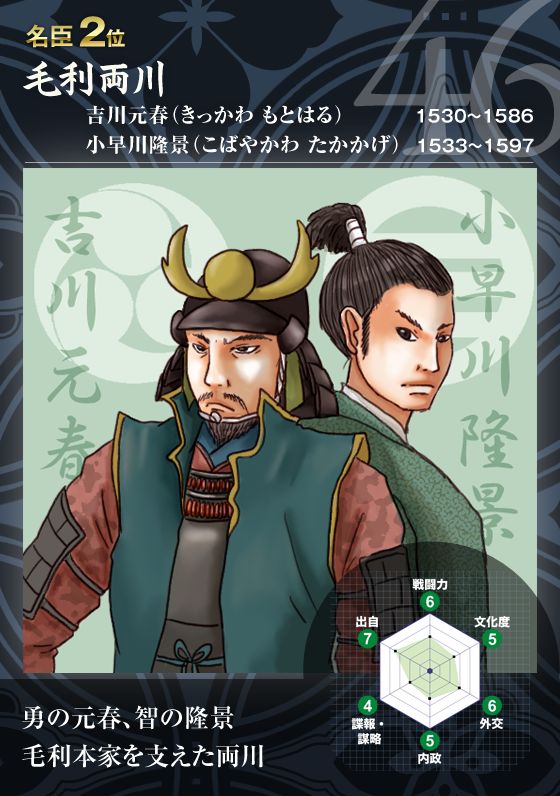 46
名臣2位
毛利両川
吉川元春（きっかわ もとはる） 1530~1586
小早川隆景（こばやかわ たかかげ） 1533~1597
吉川元春
小早川隆景
戦闘力
6
文化度
5
外交
6
内政
5
諜報・
謀略
4
出自
7
勇の元春、智の隆景
毛利本家を支えた両川